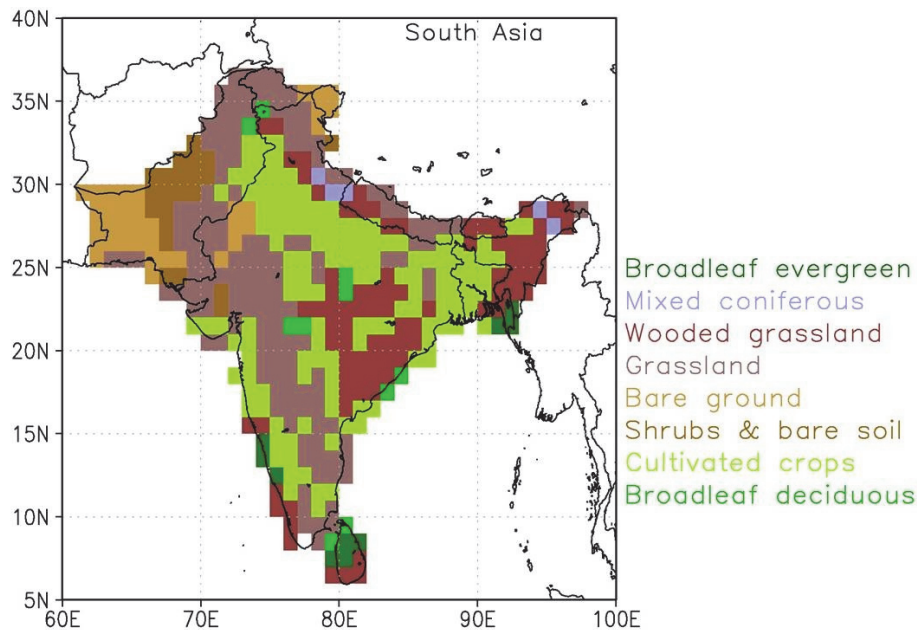 South Asia
40N
35N
30N
25N
20N
15N
10N
5N
60E 70E 80E 90E 100E
Broadleaf evergreen
Mixed coniferous
Wooded grassland
Grassland
Bare ground
Shrubs & bare soil
Cultivated crops
Broadleaf deciduous